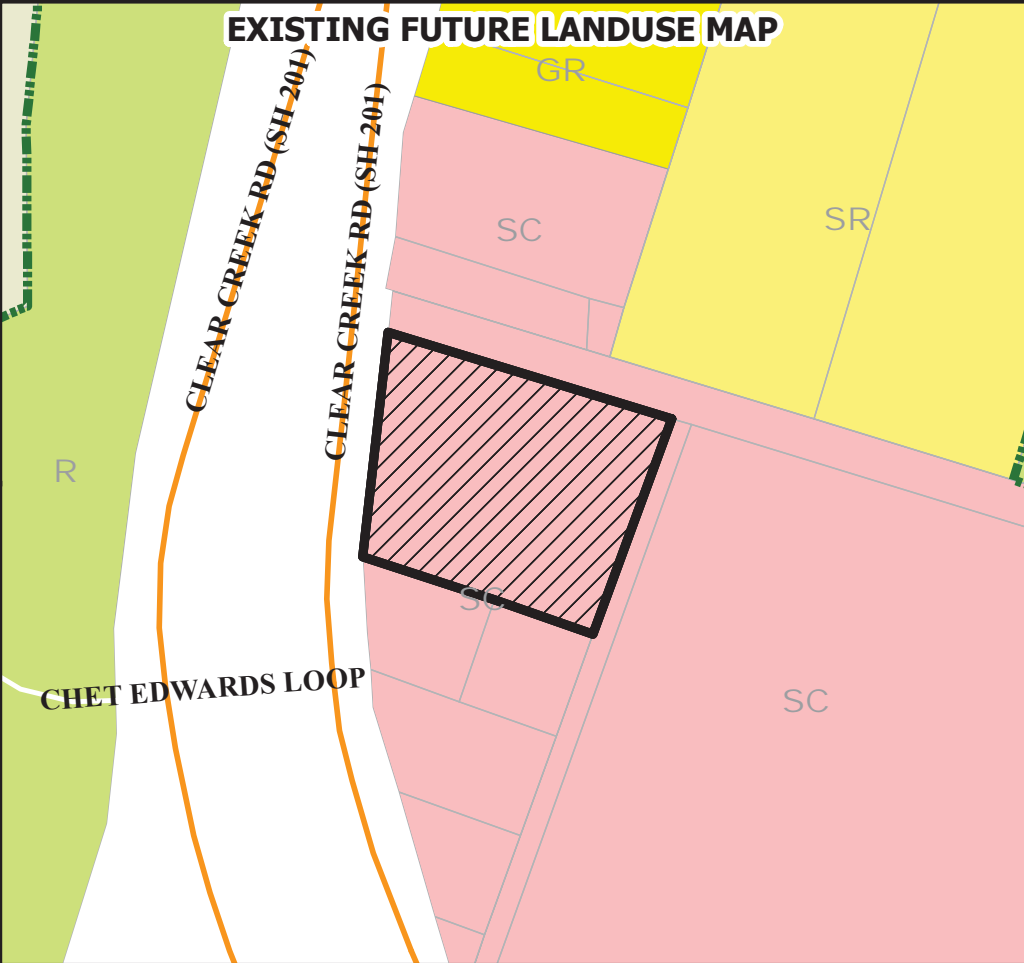 EXISTING FUTURE LANDUSE MAP
GR
CLEAR CREEK RD (SH 201)
CLEAR CREEK RD (SH 201)
SC
SR
R
SC
CHET EDWARDS LOOP
SC